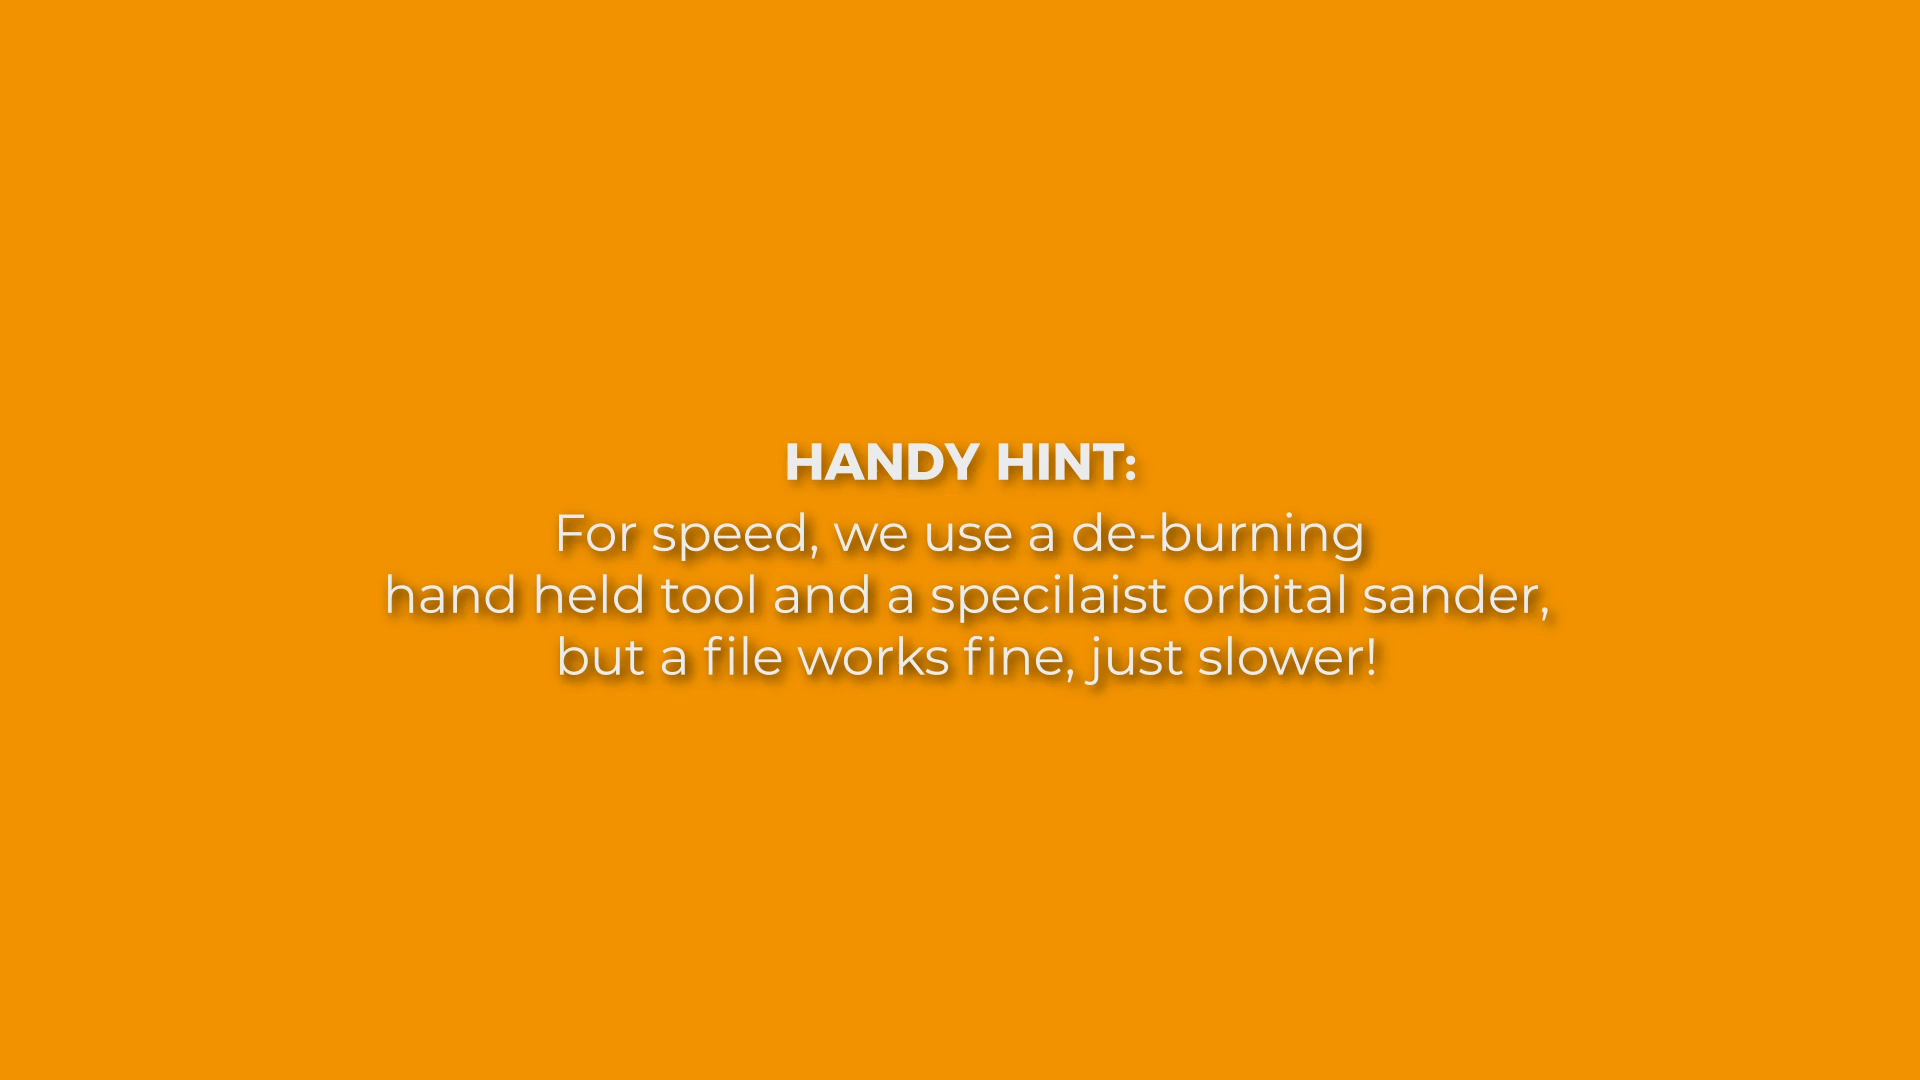 HANDY HINT:
For speed, we use a de-burning
hand held tool and a specilaist orbital sander,
but a file works fine, just slower!